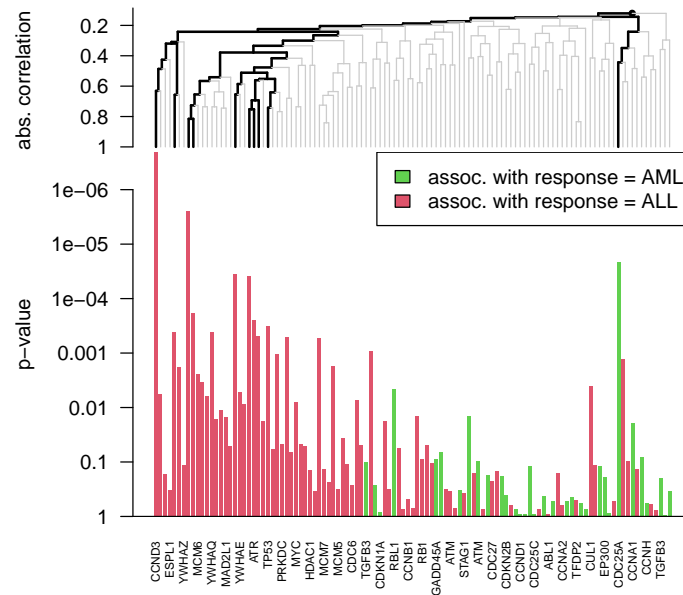 abs. correlation
0.2
0.4
0.6
0.8
1
assoc. with response = AML
assoc. with response = ALL
p−value
1e−06
1e−05
1e−04
0.001
0.01
0.1
1
CCND3
ESPL1
YWHAZ
MCM6
YWHAQ
MAD2L1
YWHAE
ATR
TP53
PRKDC
MYC
HDAC1
MCM7
MCM5
CDC6
TGFB3
CDKN1A
RBL1
CCNB1
RB1
GADD45A
ATM
STAG1
ATM
CDC27
CDKN2B
CCND1
CDC25C
ABL1
CCNA2
TFDP2
CUL1
EP300
CDC25A
CCNA1
CCNH
TGFB3